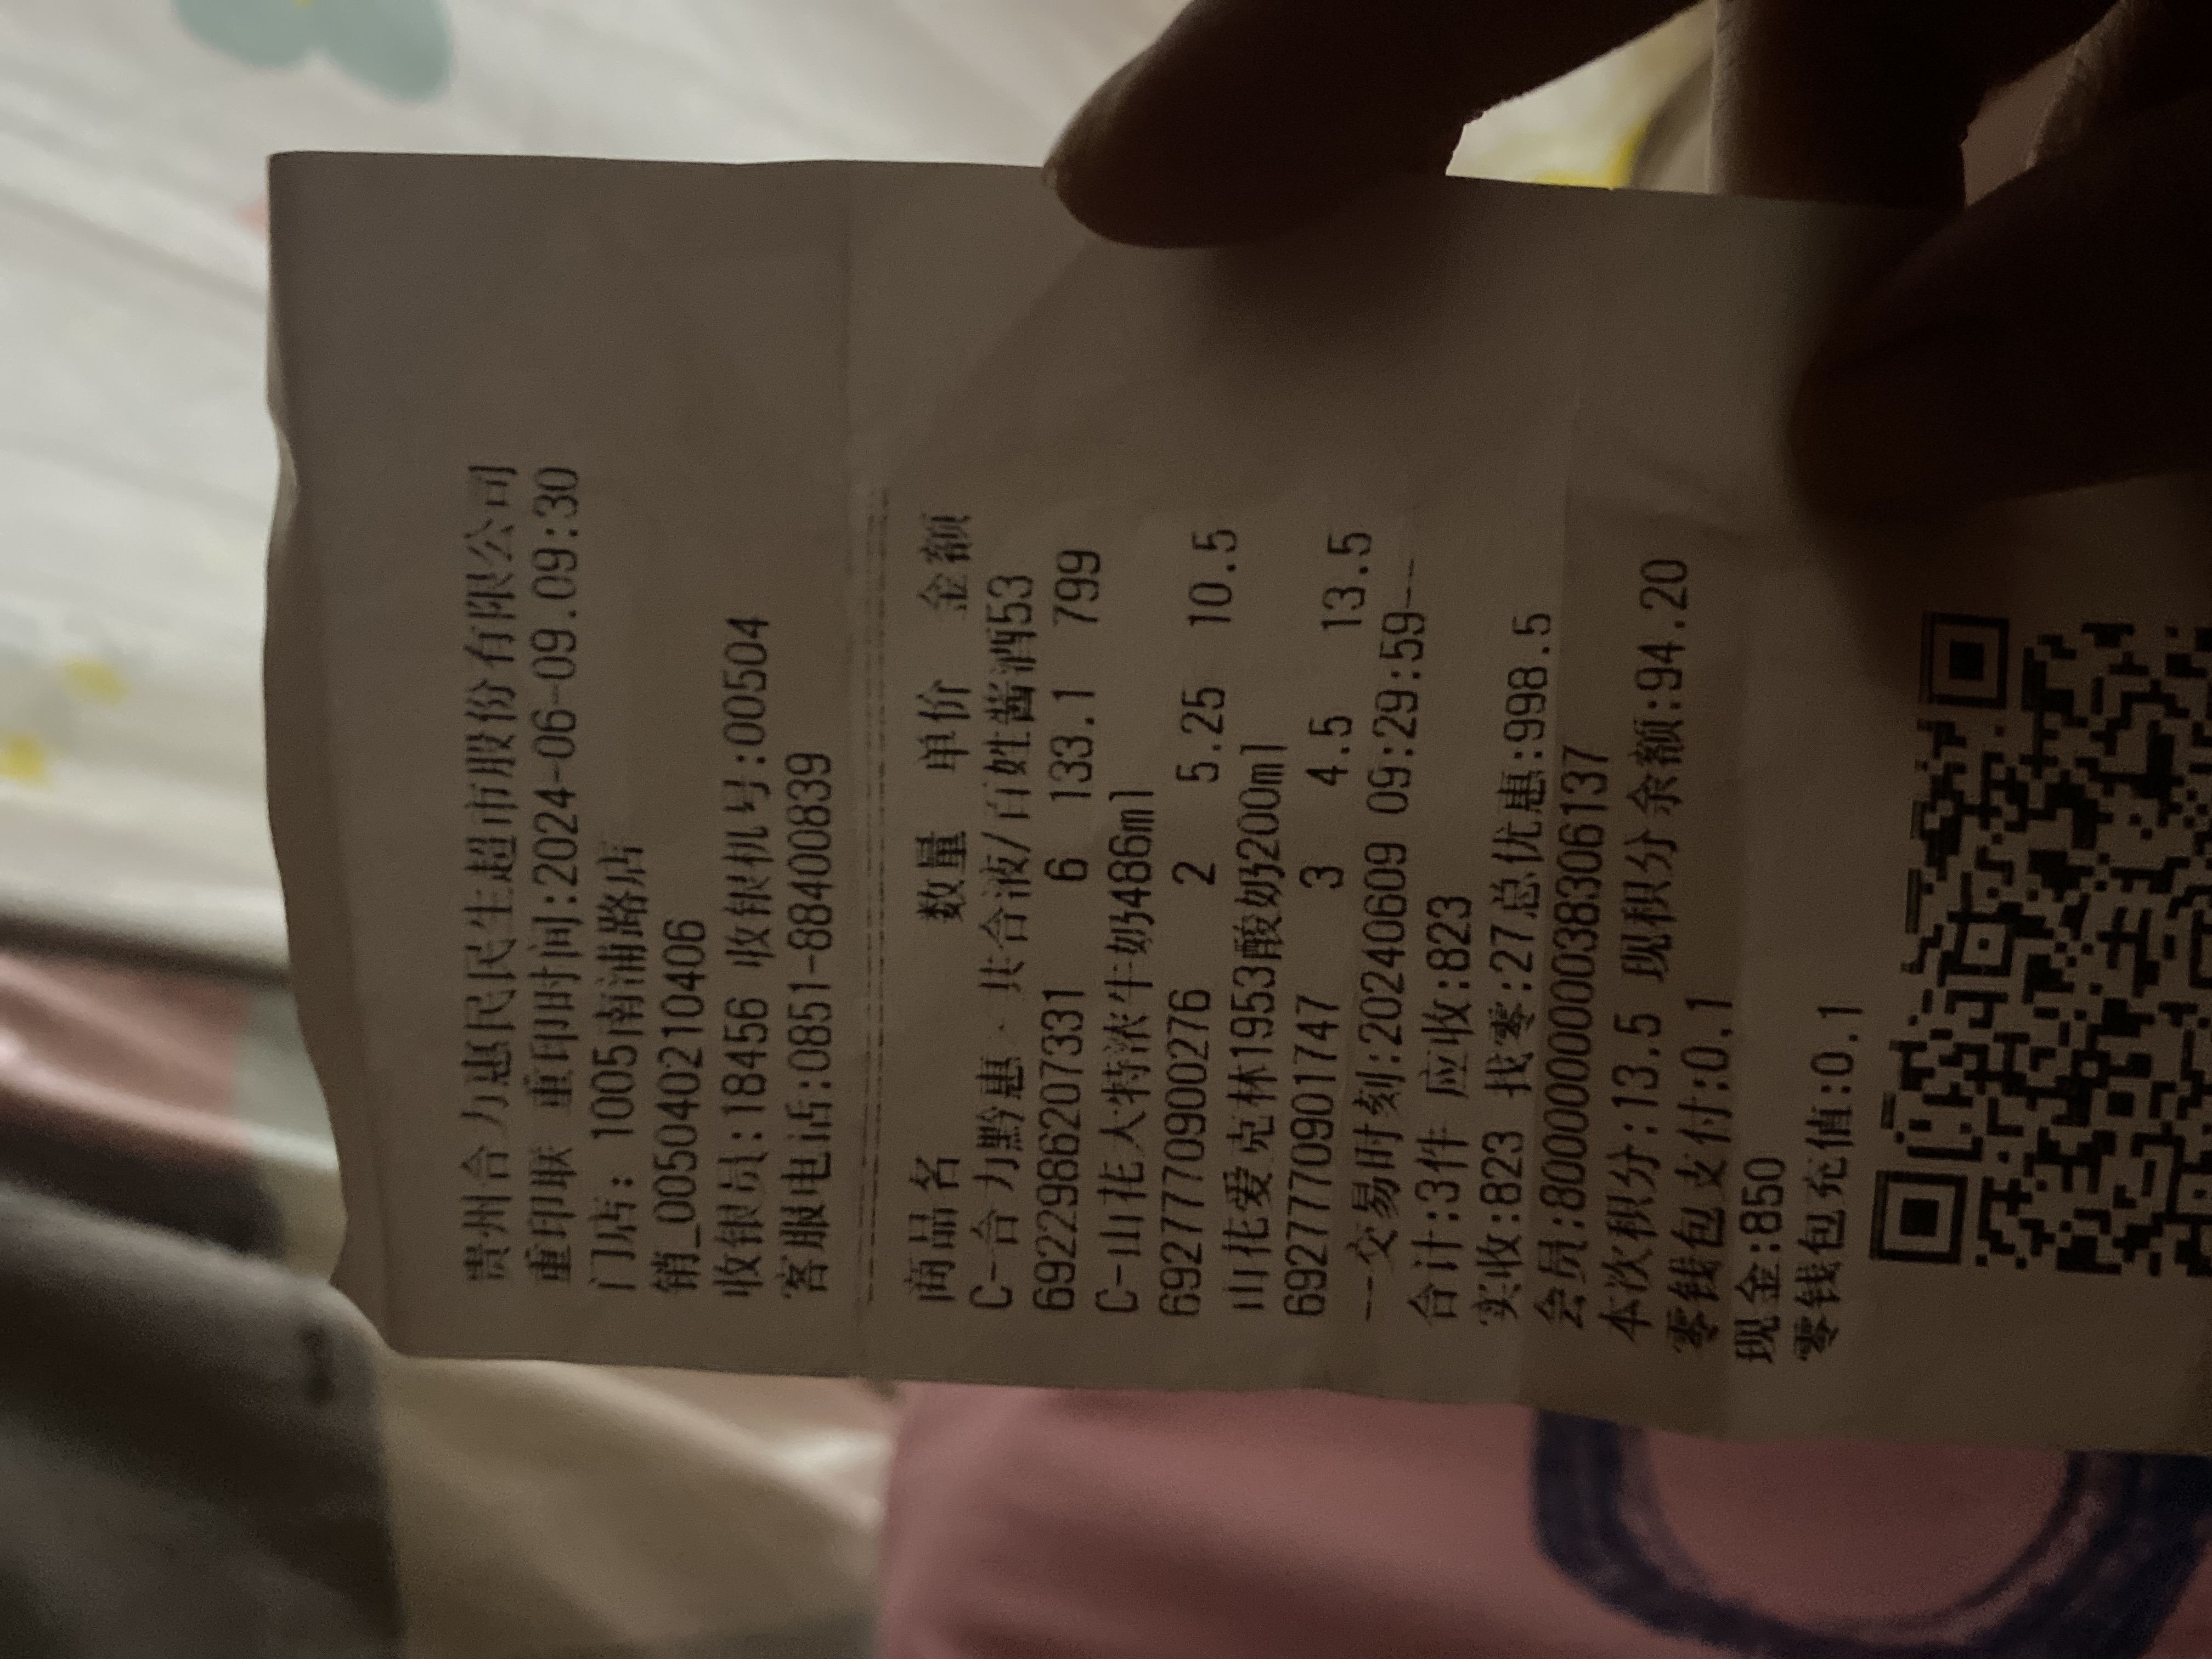 贵州合力惠民民生超市股份有限公司
重印联 重印时间:2024-06-09.09:30
门店: 1005南浦路店
销_005040210406
收银员:18456 收银机号:00504
客服电话:0851-88400839
商品名 数量 单价 金额
C-合力黔惠·共合液/百姓酱酒53
6922986207331 6 133.1 799
C-山花大特浓牛奶486ml
6927770900276 2 5.25 10.5
山花爱克林1953酸奶200ml
6927770901747 3 4.5 13.5
---交易时刻:20240609 09:29:59---
合计:3件 应收:823
实收:823 找零:27总优惠:998.5
会员:8000000000383061​37
本次积分:13.5 现积分余额:94.20
零钱包支付:0.1
现金:850
零钱包充值:0.1